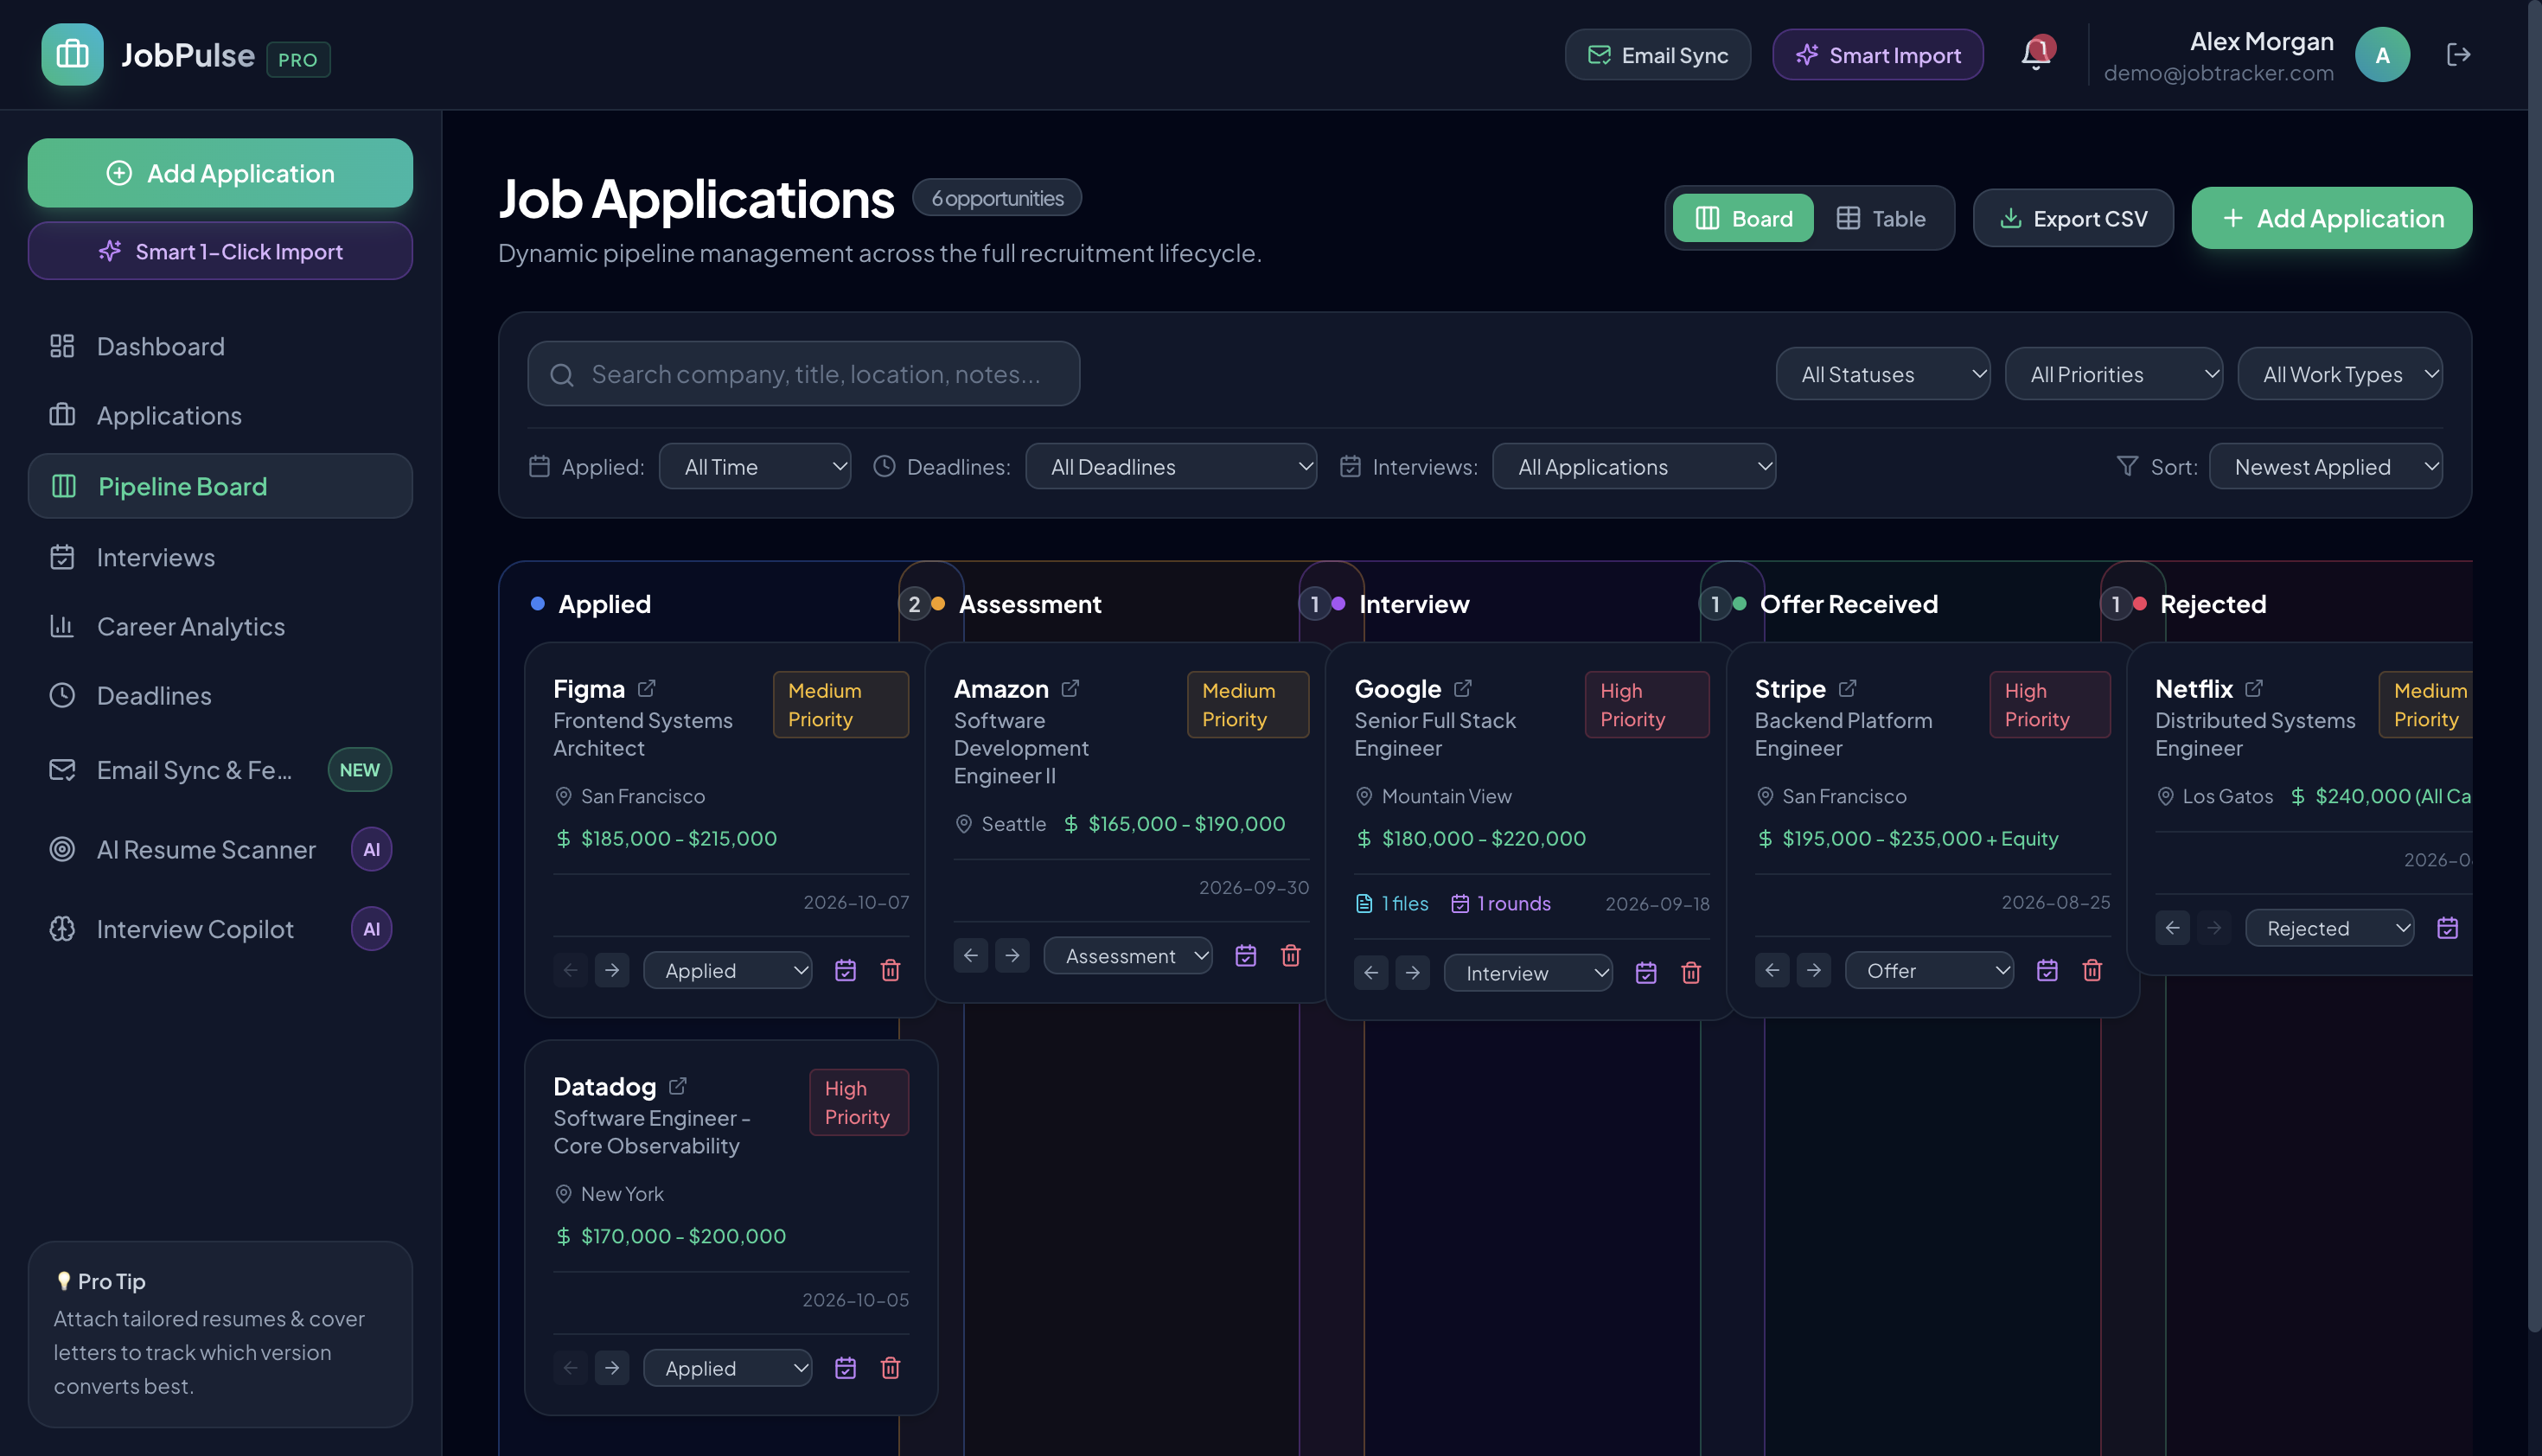 JobPulse PRO
Email Sync
Smart Import
1
Alex Morgan
demo@jobtracker.com
A
Add Application
Smart 1-Click Import
Dashboard
Applications
Pipeline Board
Interviews
Career Analytics
Deadlines
Email Sync & Fe... NEW
AI Resume Scanner AI
Interview Copilot AI
Pro Tip
Attach tailored resumes & cover
letters to track which version
converts best.
Job Applications 6 opportunities
Dynamic pipeline management across the full recruitment lifecycle.
Board
Table
Export CSV
Add Application
Search company, title, location, notes...
All Statuses
All Priorities
All Work Types
Applied: All Time
Deadlines: All Deadlines
Interviews: All Applications
Sort: Newest Applied
Applied 2
Figma
Medium
Priority
Frontend Systems
Architect
San Francisco
$185,000 - $215,000
2026-10-07
Applied
Datadog
High
Priority
Software Engineer -
Core Observability
New York
$170,000 - $200,000
2026-10-05
Applied
Assessment 1
Amazon
Medium
Priority
Software
Development
Engineer II
Seattle $165,000 - $190,000
2026-09-30
Assessment
Interview 1
Google
High
Priority
Senior Full Stack
Engineer
Mountain View
$180,000 - $220,000
1 files 1 rounds 2026-09-18
Interview
Offer Received 1
Stripe
High
Priority
Backend Platform
Engineer
San Francisco
$195,000 - $235,000 + Equity
2026-08-25
Offer
Rejected
Netflix
Medium
Priority
Distributed Systems
Engineer
Los Gatos $240,000 (All Ca
2026-0
Rejected